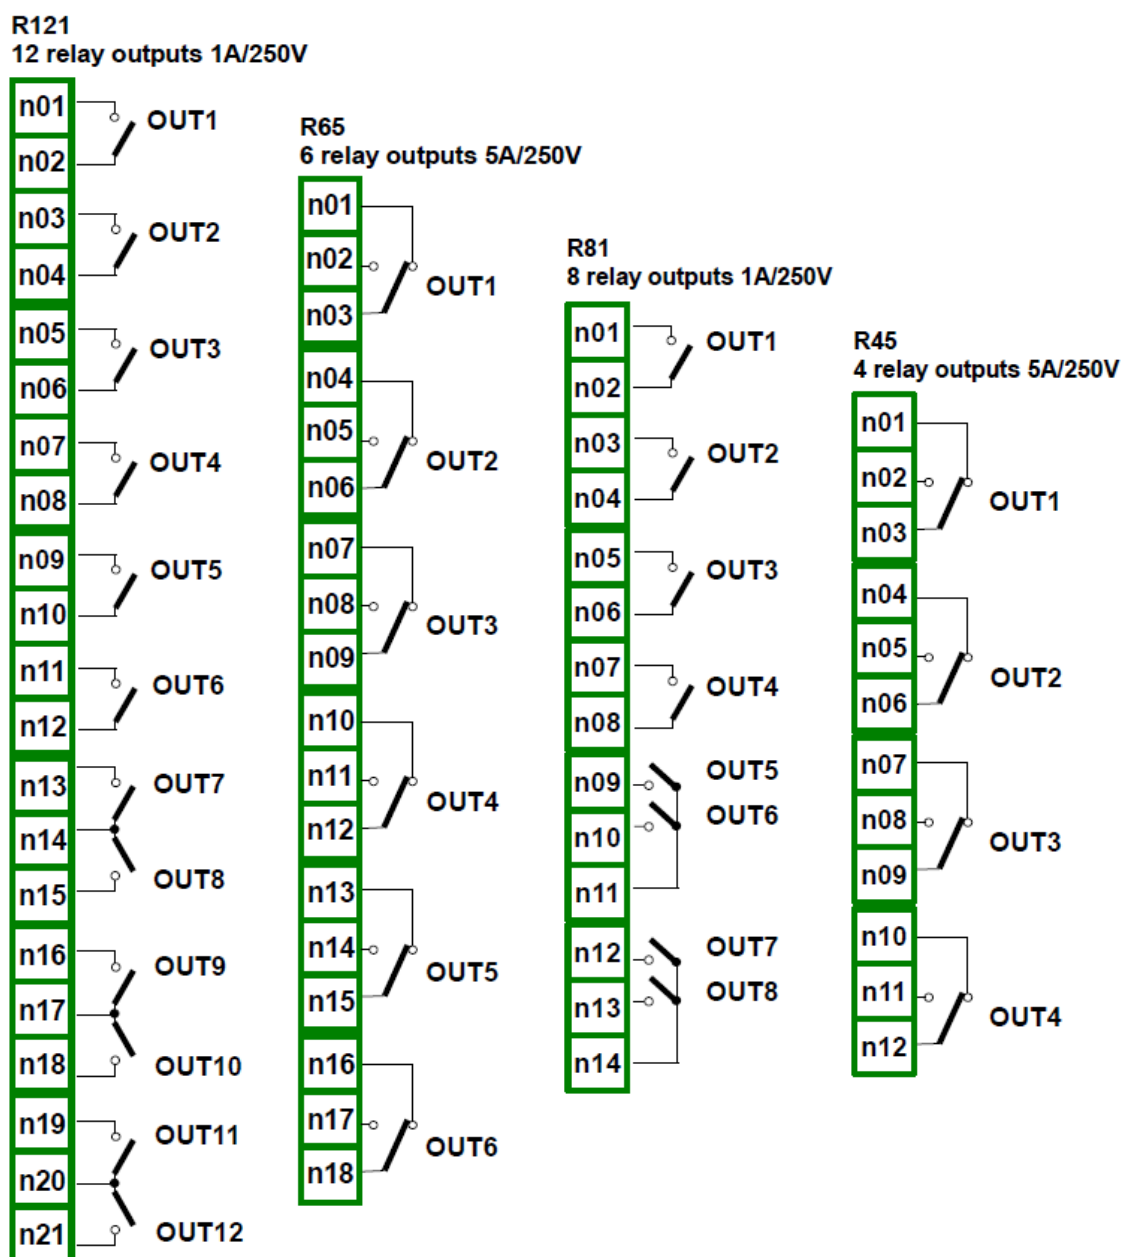 R121
12 relay outputs 1A/250V
n01
OUT1
n02
n03
OUT2
n04
n05
OUT3
n06
n07
OUT4
n08
n09
OUT5
n10
n11
OUT6
n12
n13
OUT7
n14
n15
OUT8
n16
OUT9
n17
n18
OUT10
n19
OUT11
n20
n21
OUT12
R65
6 relay outputs 5A/250V
n01
n02
OUT1
n03
n04
n05
OUT2
n06
n07
n08
OUT3
n09
n10
n11
OUT4
n12
n13
n14
OUT5
n15
n16
n17
OUT6
n18
R81
8 relay outputs 1A/250V
n01
OUT1
n02
n03
OUT2
n04
n05
OUT3
n06
n07
OUT4
n08
n09
OUT5
OUT6
n10
n11
n12
OUT7
OUT8
n13
n14
R45
4 relay outputs 5A/250V
n01
n02
OUT1
n03
n04
n05
OUT2
n06
n07
n08
OUT3
n09
n10
n11
OUT4
n12